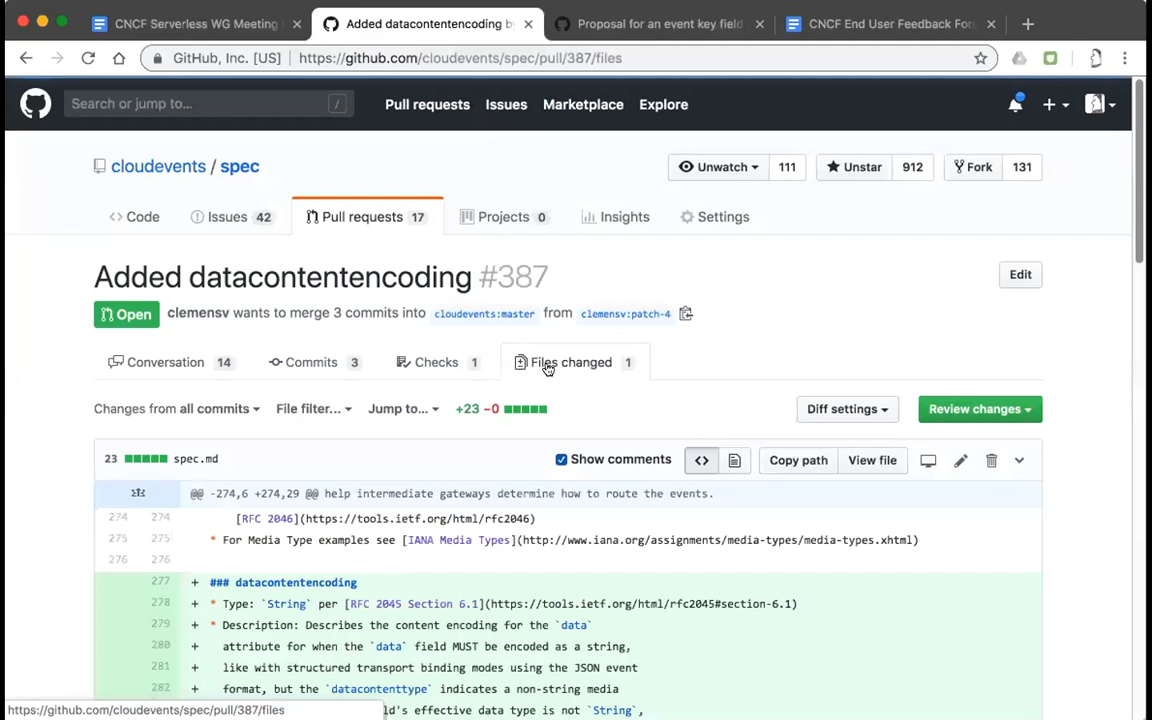 CNCF Serverless WG Meeting
Added datacontentencoding by
Proposal for an event key field
CNCF End User Feedback For
GitHub, Inc. [US] https://github.com/cloudevents/spec/pull/387/files
Search or jump to... /
Pull requests Issues Marketplace Explore
cloudevents / spec
Unwatch 111 Unstar 912 Fork 131
Code Issues 42 Pull requests 17 Projects 0 Insights Settings
Added datacontentencoding #387
Edit
Open clemensv wants to merge 3 commits into cloudevents:master from clemensv:patch-4
Conversation 14 Commits 3 Checks 1 Files changed 1
Changes from all commits File filter... Jump to... +23 −0
Diff settings Review changes
23 spec.md Show comments <> Copy path View file
@@ -274,6 +274,29 @@ help intermediate gateways determine how to route the events.
274 274 [RFC 2046](https://tools.ietf.org/html/rfc2046)
275 275 * For Media Type examples see [IANA Media Types](http://www.iana.org/assignments/media-types/media-types.xhtml)
276 276
277 + ### datacontentencoding
278 + * Type: `String` per [RFC 2045 Section 6.1](https://tools.ietf.org/html/rfc2045#section-6.1)
279 + * Description: Describes the content encoding for the `data`
280 + attribute for when the `data` field MUST be encoded as a string,
281 + like with structured transport binding modes using the JSON event
282 + format, but the `datacontenttype` indicates a non-string media
https://github.com/cloudevents/spec/pull/387/files
ld's effective data type is not `String`,